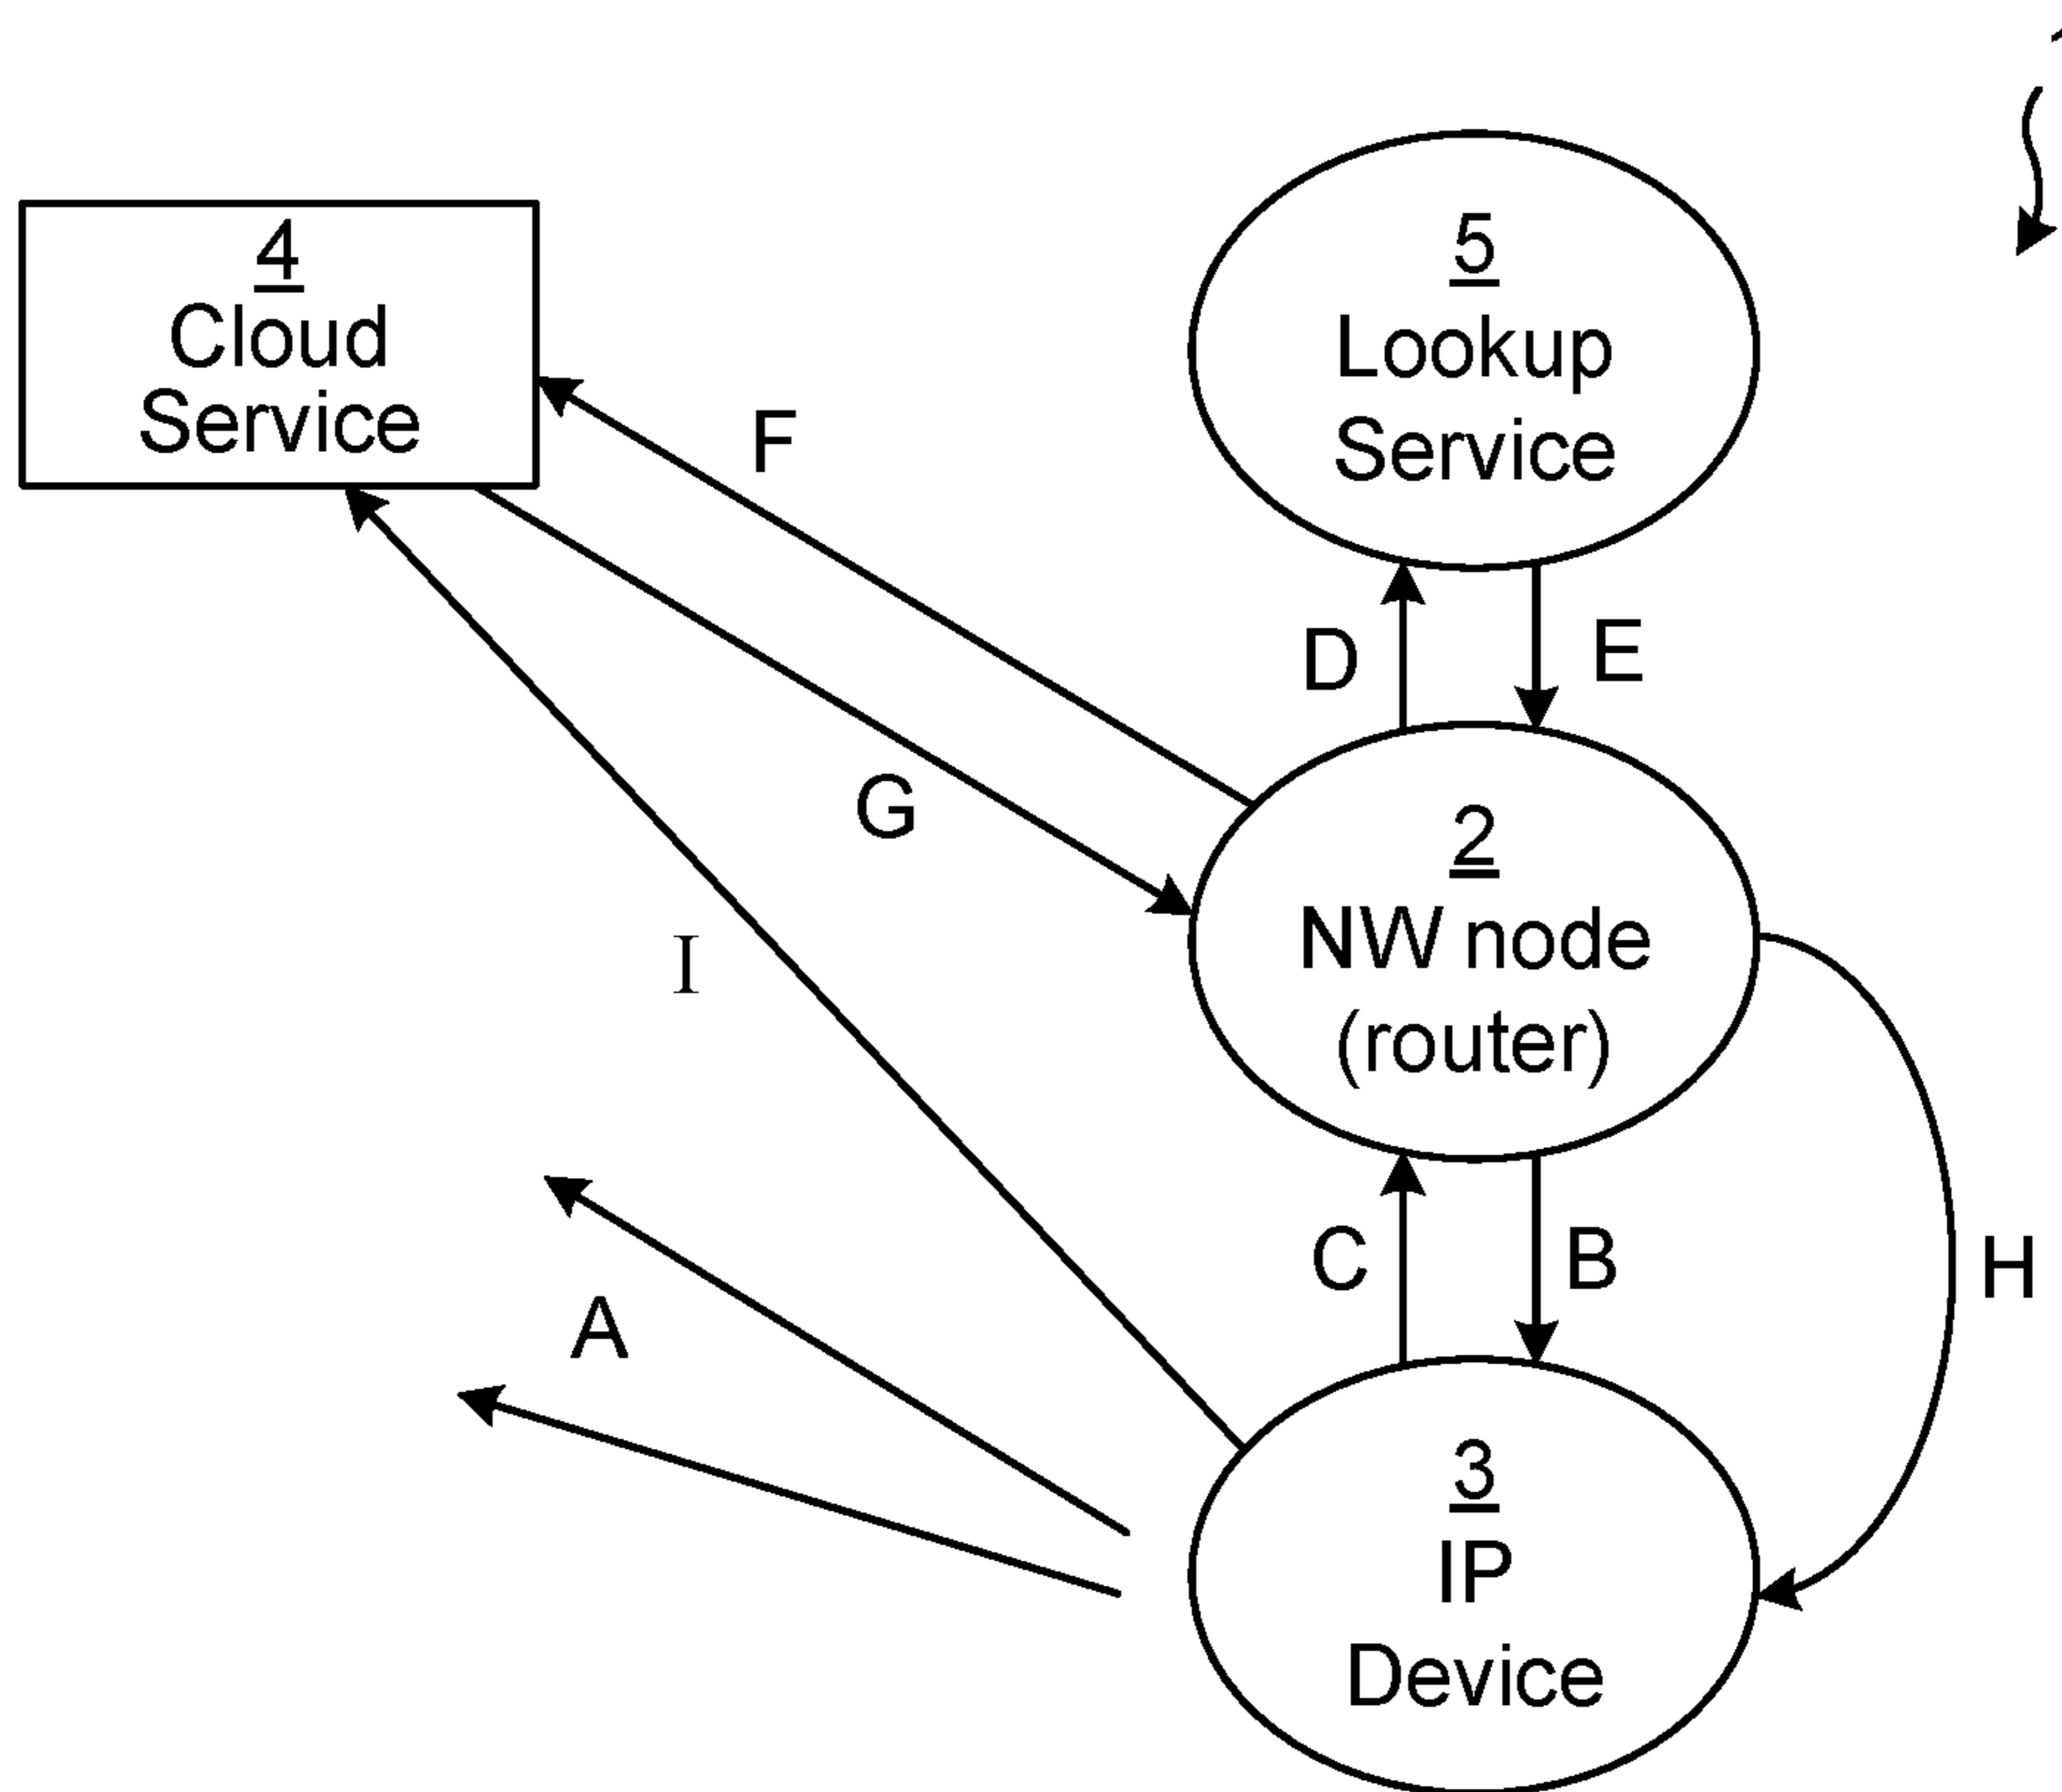 4
Cloud
Service
5
Lookup
Service
F
D
E
G
2
NW node
(router)
I
C
B
H
A
3
IP
Device